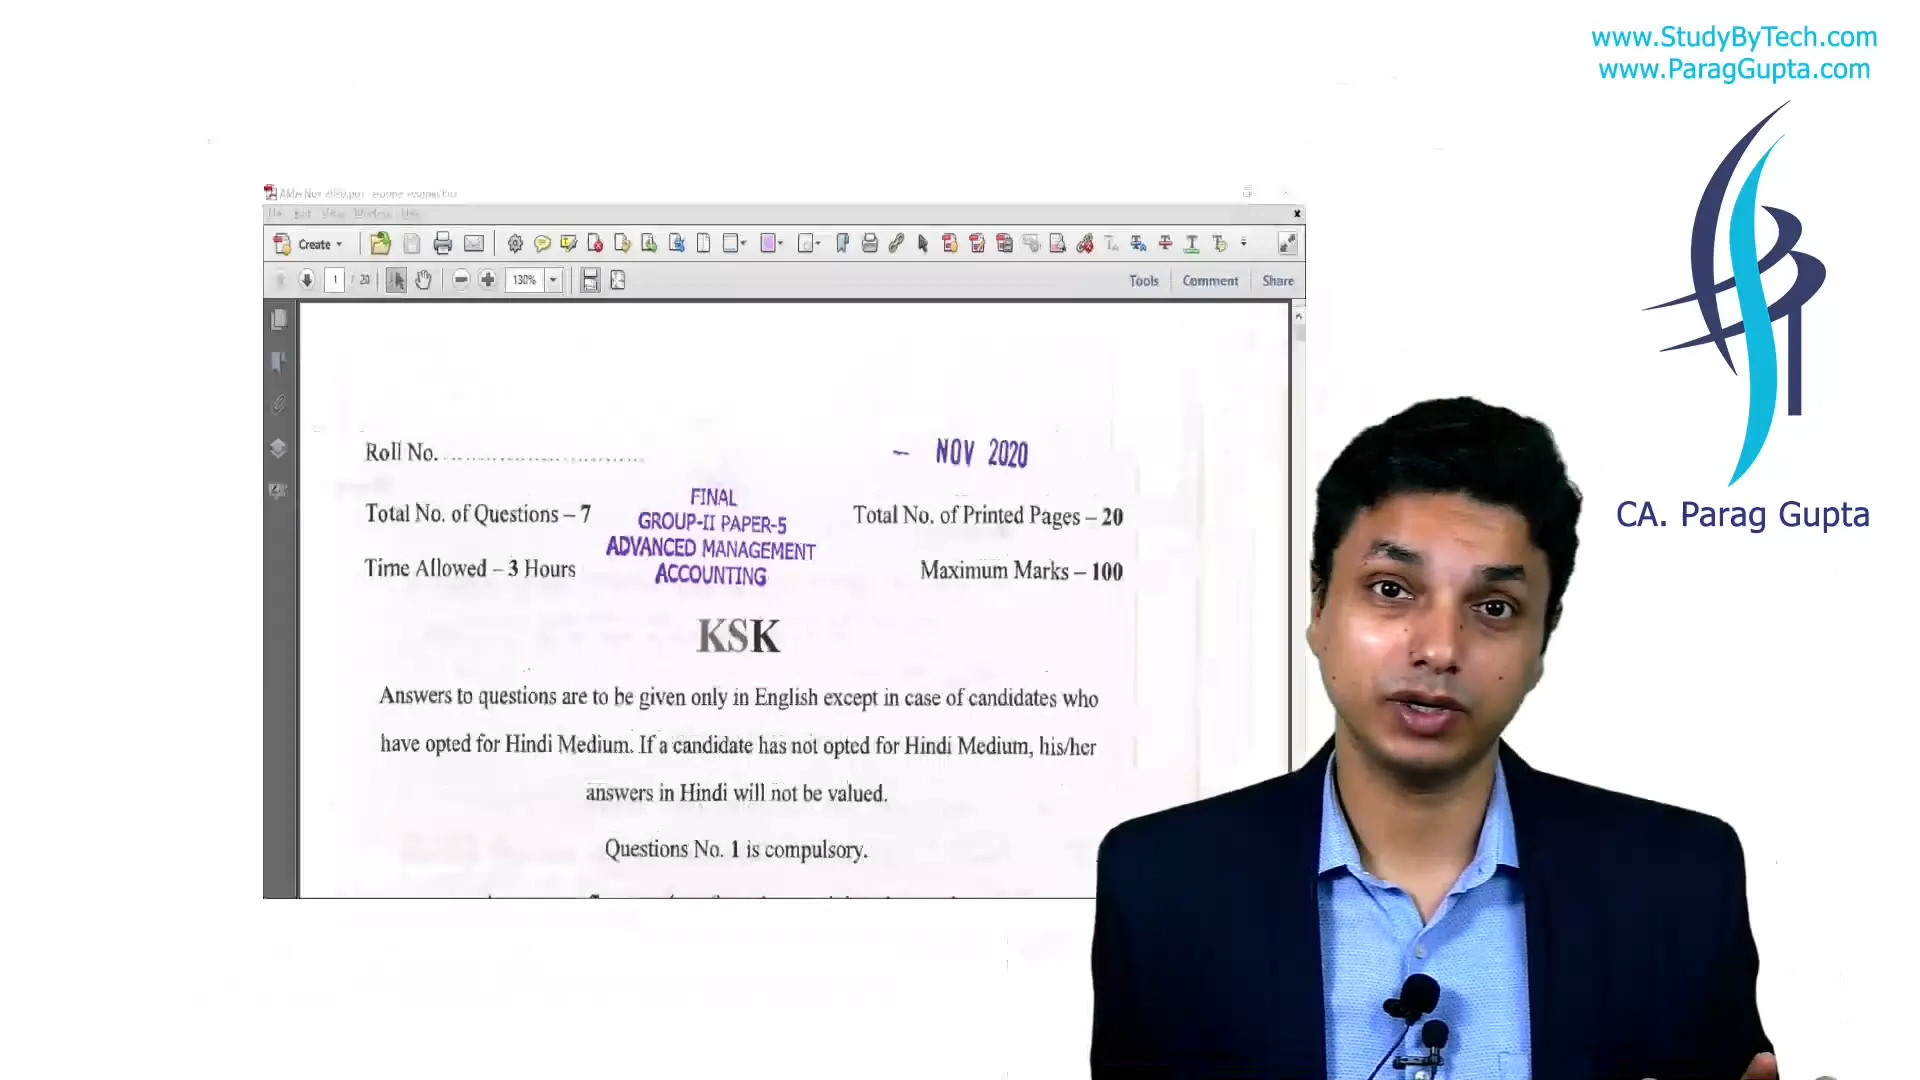 www.StudyByTech.com
www.ParagGupta.com
CA. Parag Gupta
Create
1 / 20
130%
Tools
Comment
Share
Roll No.
– NOV 2020
Total No. of Questions – 7
FINAL
GROUP-II PAPER-5
ADVANCED MANAGEMENT
ACCOUNTING
Total No. of Printed Pages – 20
Time Allowed – 3 Hours
Maximum Marks – 100
KSK
Answers to questions are to be given only in English except in case of candidates who
have opted for Hindi Medium. If a candidate has not opted for Hindi Medium, his/her
answers in Hindi will not be valued.
Questions No. 1 is compulsory.